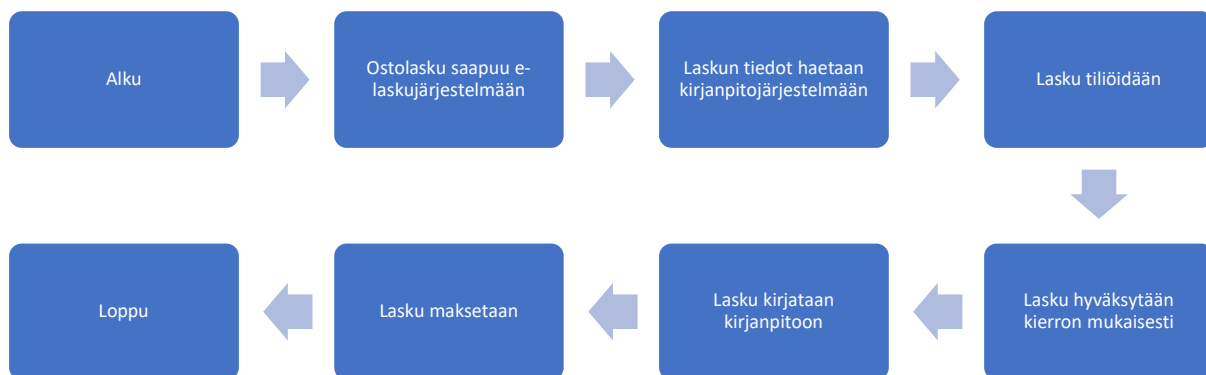 Alku
Ostolasku saapuu e-
laskujärjestelmään
Laskun tiedot haetaan
kirjanpitojärjestelmään
Lasku tiliöidään
Lasku hyväksytään
kierron mukaisesti
Lasku kirjataan
kirjanpitoon
Lasku maksetaan
Loppu